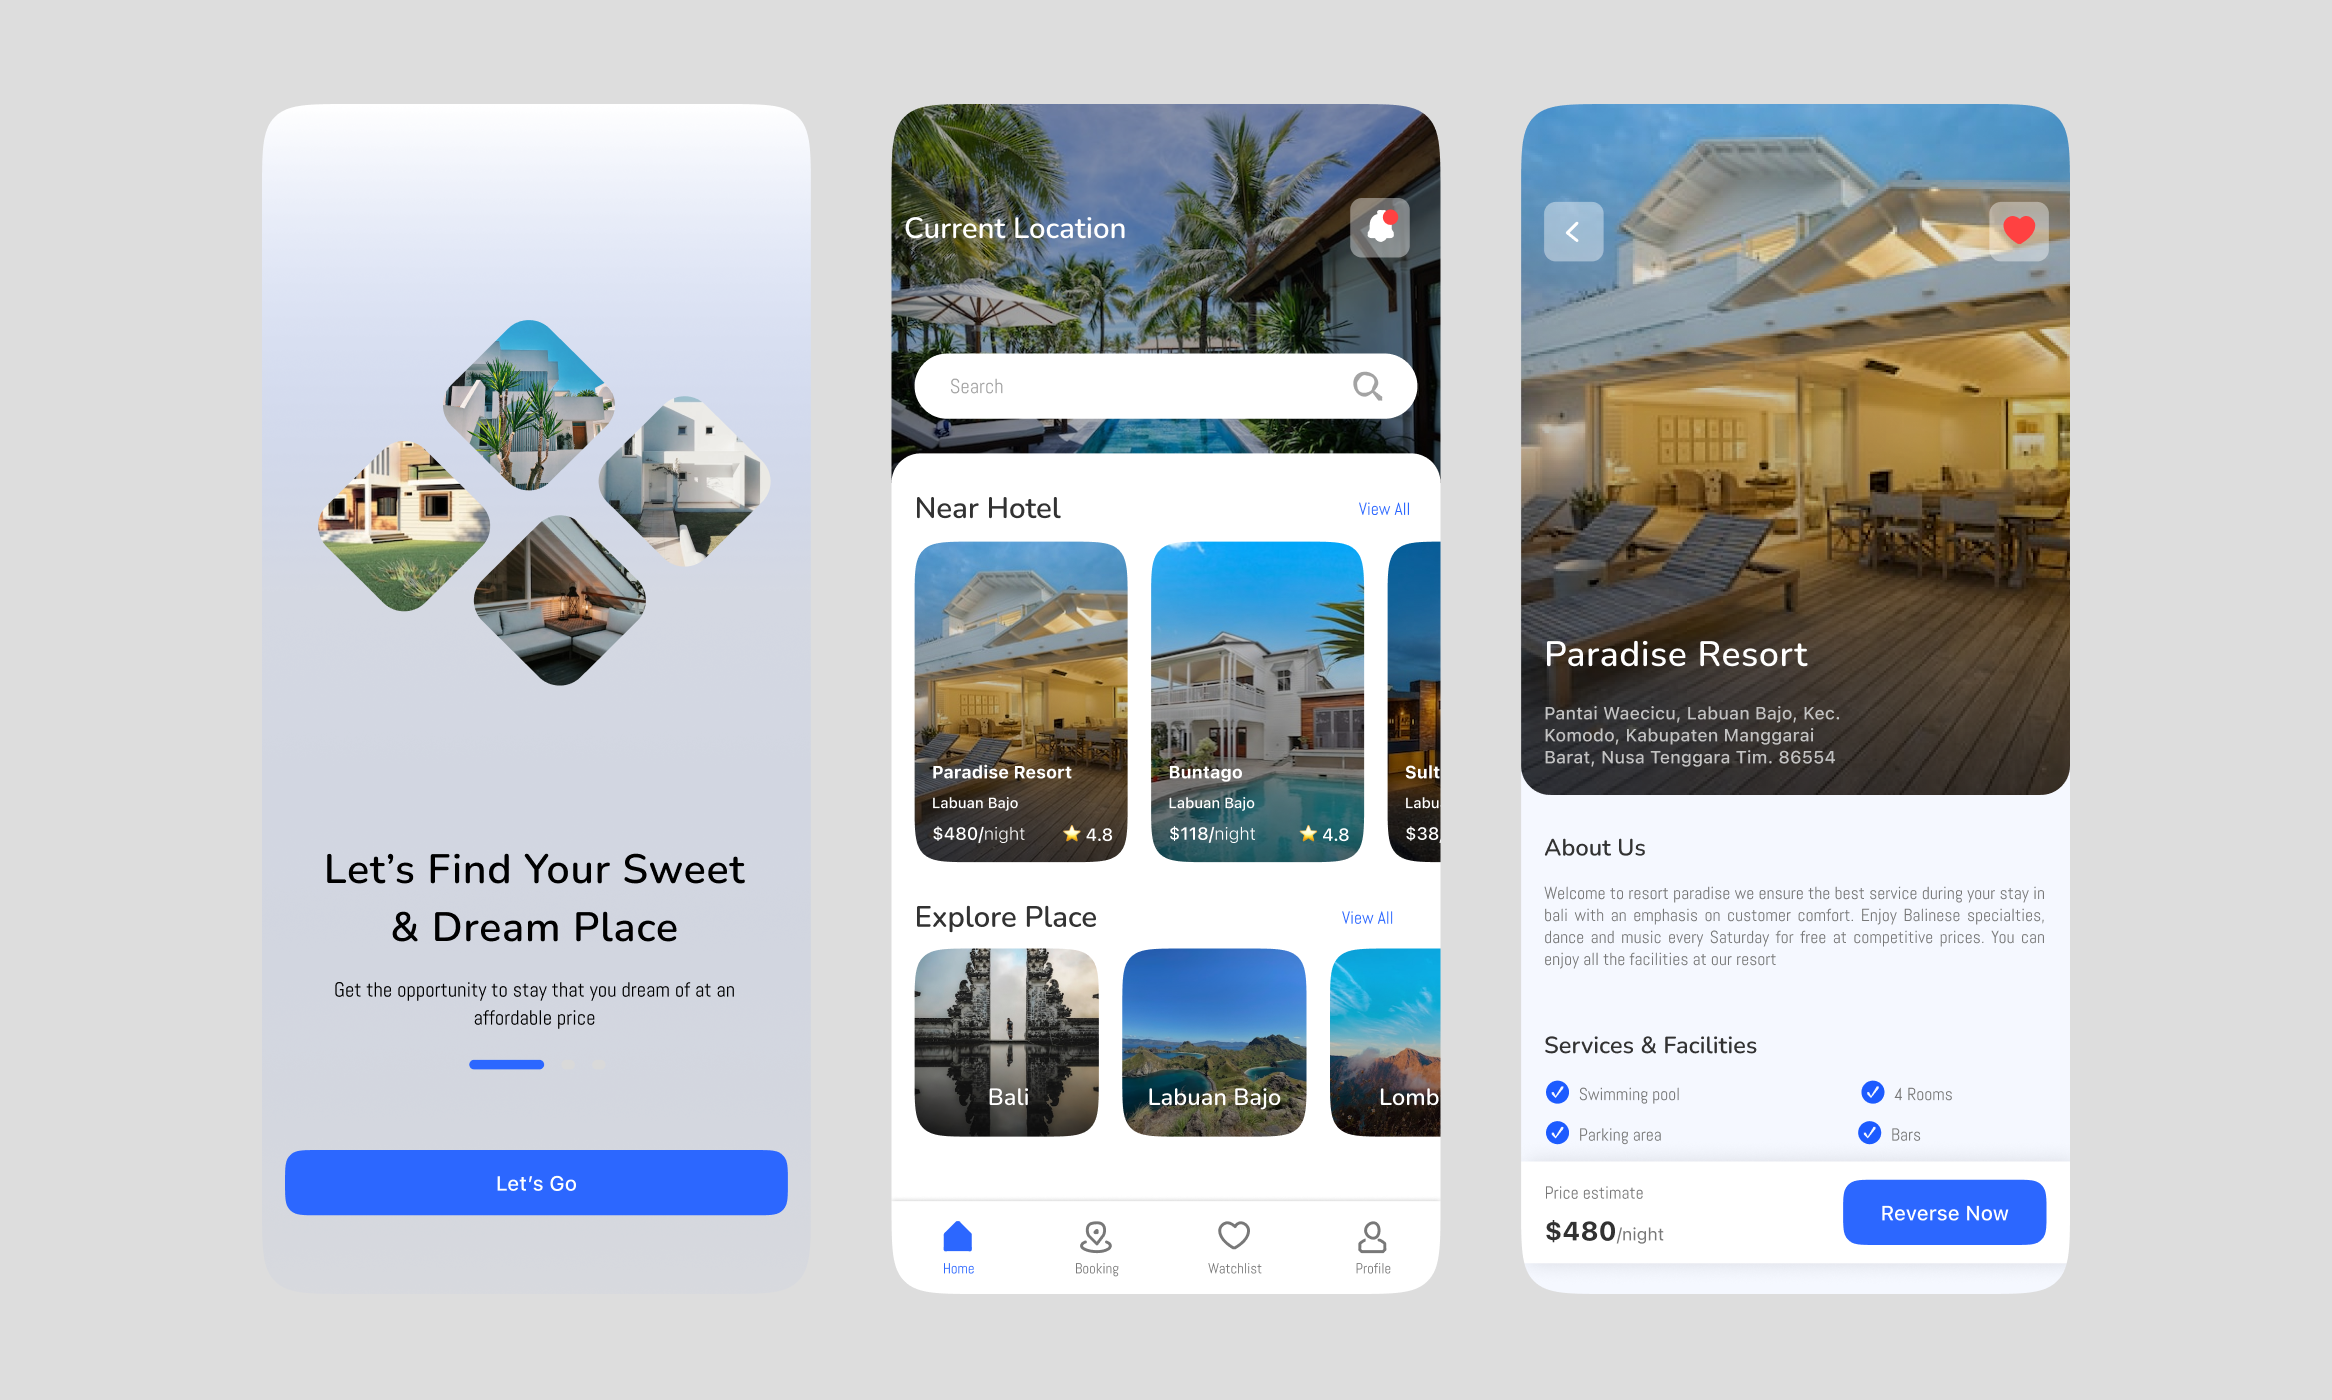 Let’s Find Your Sweet
& Dream Place
Get the opportunity to stay that you dream of at an
affordable price
Let’s Go
Current Location
Search
Near Hotel
View All
Paradise Resort
Labuan Bajo
$480/night
4.8
Buntago
Labuan Bajo
$118/night
4.8
Sult
Labu
$38/
Explore Place
View All
Bali
Labuan Bajo
Lomb
Home
Booking
Watchlist
Profile
Paradise Resort
Pantai Waecicu, Labuan Bajo, Kec.
Komodo, Kabupaten Manggarai
Barat, Nusa Tenggara Tim. 86554
About Us
Welcome to resort paradise we ensure the best service during your stay in
bali with an emphasis on customer comfort. Enjoy Balinese specialties,
dance and music every Saturday for free at competitive prices. You can
enjoy all the facilities at our resort
Services & Facilities
Swimming pool
4 Rooms
Parking area
Bars
Price estimate
$480/night
Reverse Now